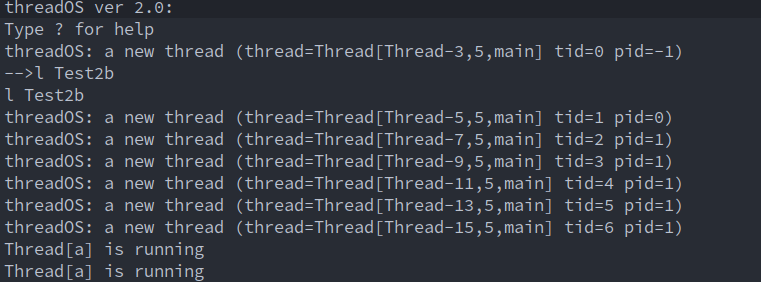 threadOS ver 2.0:
Type ? for help
threadOS: a new thread (thread=Thread[Thread-3,5,main] tid=0 pid=-1)
-->l Test2b
l Test2b
threadOS: a new thread (thread=Thread[Thread-5,5,main] tid=1 pid=0)
threadOS: a new thread (thread=Thread[Thread-7,5,main] tid=2 pid=1)
threadOS: a new thread (thread=Thread[Thread-9,5,main] tid=3 pid=1)
threadOS: a new thread (thread=Thread[Thread-11,5,main] tid=4 pid=1)
threadOS: a new thread (thread=Thread[Thread-13,5,main] tid=5 pid=1)
threadOS: a new thread (thread=Thread[Thread-15,5,main] tid=6 pid=1)
Thread[a] is running
Thread[a] is running